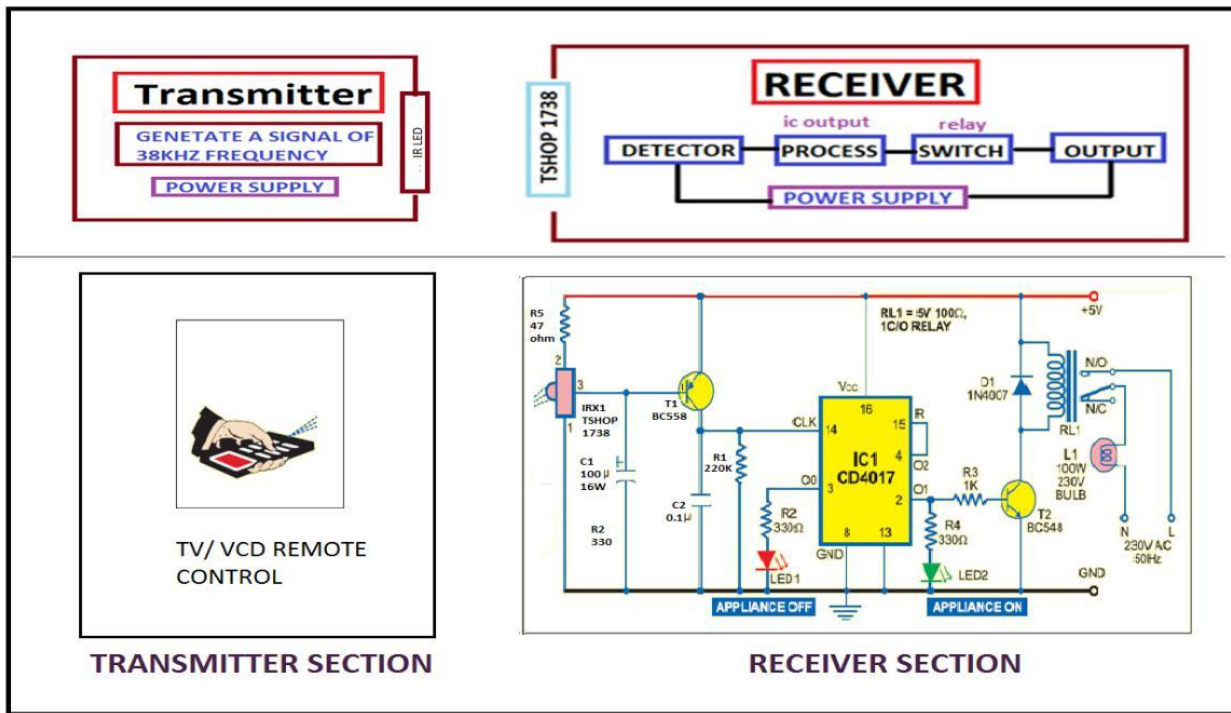 Transmitter
GENETATE A SIGNAL OF
38KHZ FREQUENCY
POWER SUPPLY
IR LED
TSHOP 1738
RECEIVER
ic output
relay
DETECTOR
PROCESS
SWITCH
OUTPUT
POWER SUPPLY
TV/ VCD REMOTE
CONTROL
TRANSMITTER SECTION
R5
47
ohm
2
3
1
IRX1
TSHOP
1738
C1
100µ
16W
R2
330
T1
BC558
C2
0.1µ
R1
220K
CLK
O0
R2
330Ω
LED1
APPLIANCE OFF
Vcc
16
14
15
IR
4
O2
IC1
CD4017
3
2
O1
8
13
GND
RL1 = 5V 100Ω,
1C/O RELAY
R3
1K
R4
330Ω
LED2
APPLIANCE ON
D1
1N4007
T2
BC548
+5V
N/O
N/C
RL1
L1
100W
230V
BULB
N
L
230V AC
50Hz
GND
RECEIVER SECTION